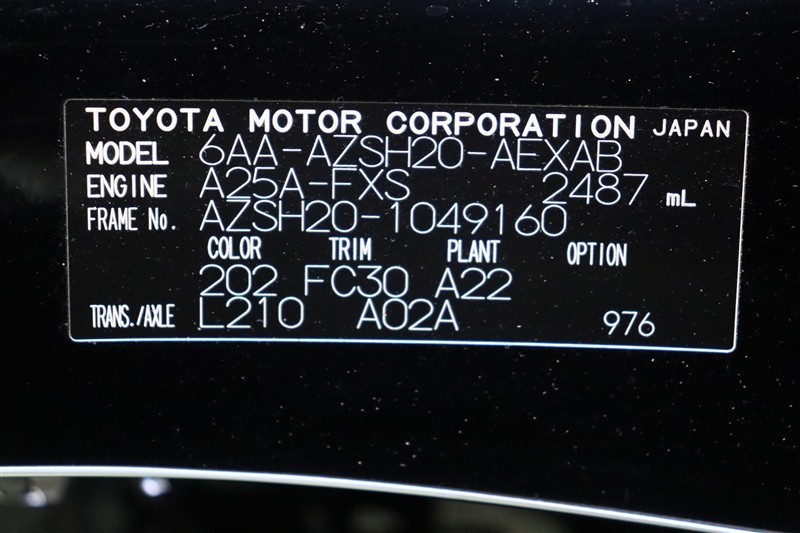 TOYOTA MOTOR CORPORATION JAPAN
MODEL 6AA-AZSH20-AEXAB
ENGINE A25A-FXS 2487 mL
FRAME No. AZSH20-1049160
COLOR TRIM PLANT OPTION
202 FC30 A22
TRANS./AXLE L210 A02A 976